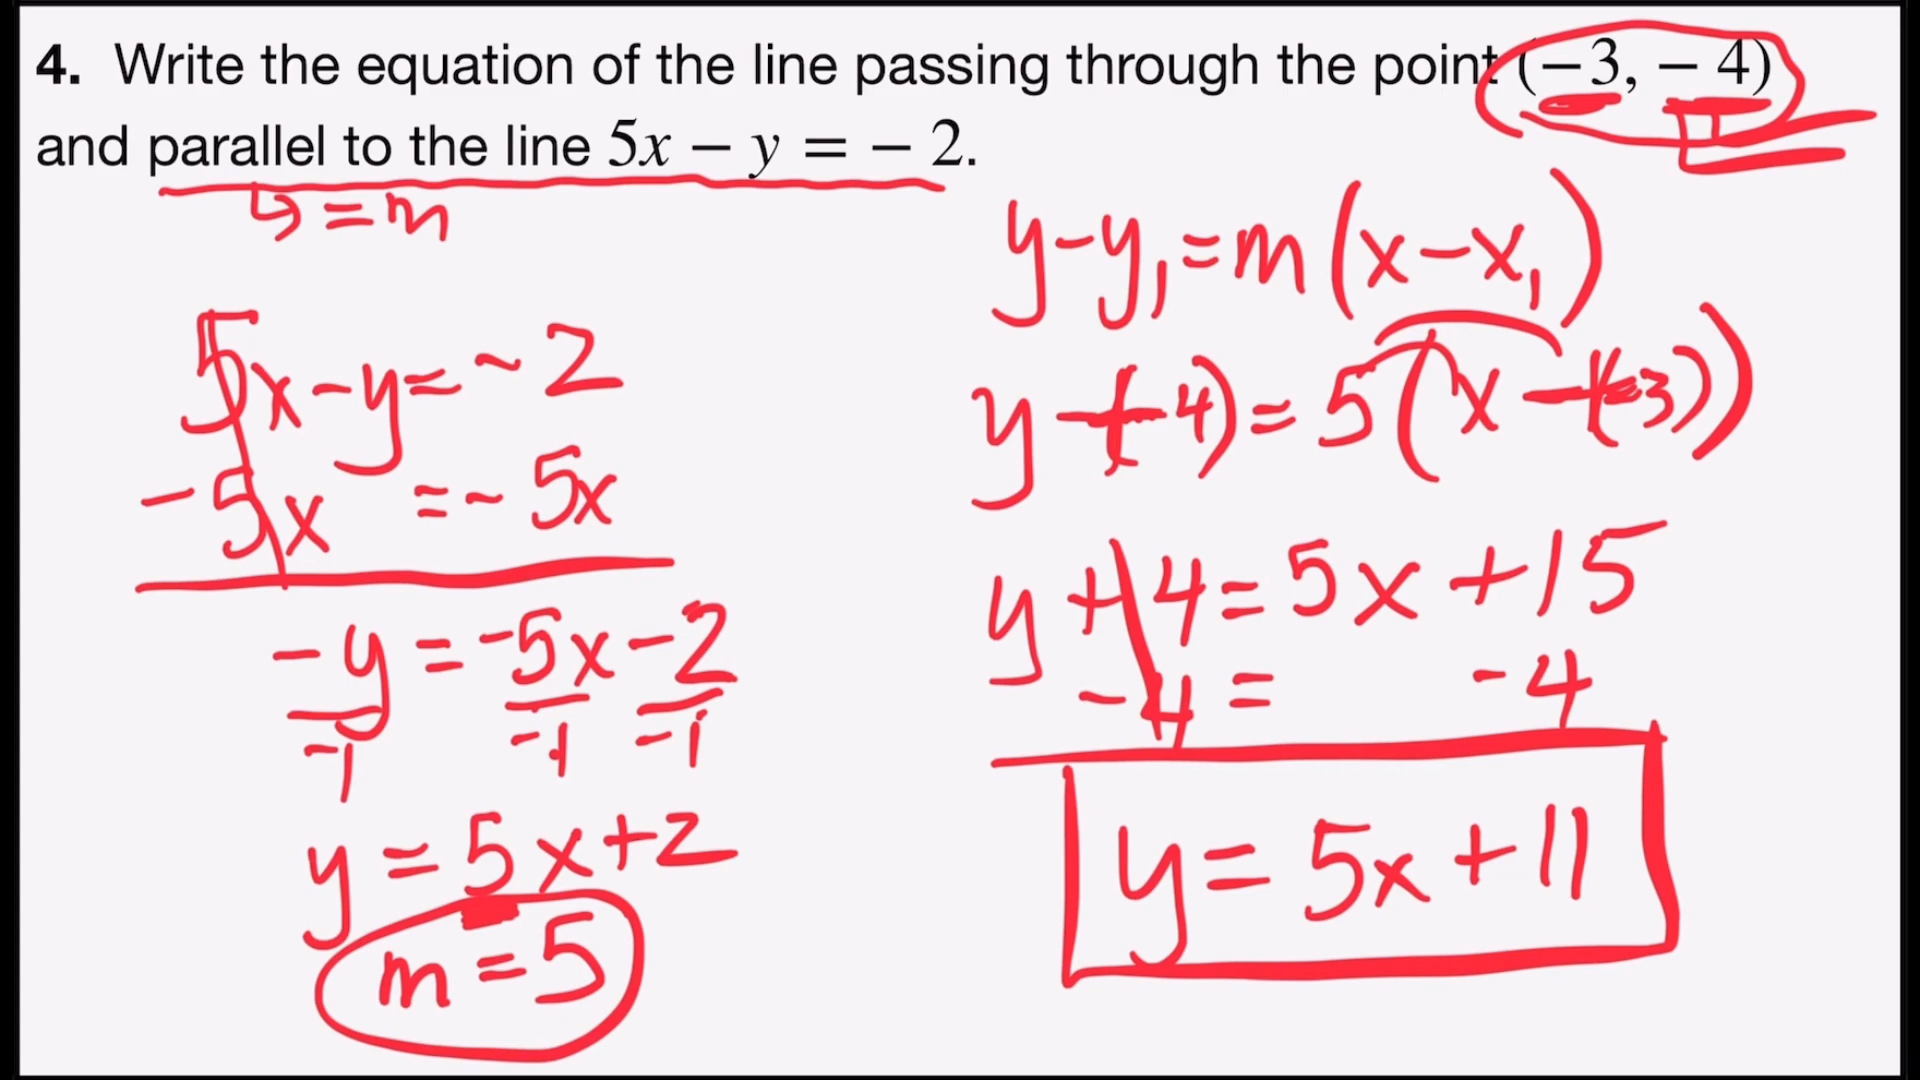 4. Write the equation of the line passing through the point (−3, − 4)
and parallel to the line 5x − y = − 2.
↳ = m
5x - y = -2
-5x = - 5x
-y = -5x - 2
-1 -1 -1
y = 5x + 2
m = 5
y - y₁ = m (x - x₁)
y - (-4) = 5 (x - (-3))
y + 4 = 5x + 15
- 4 = - 4
y = 5x + 11